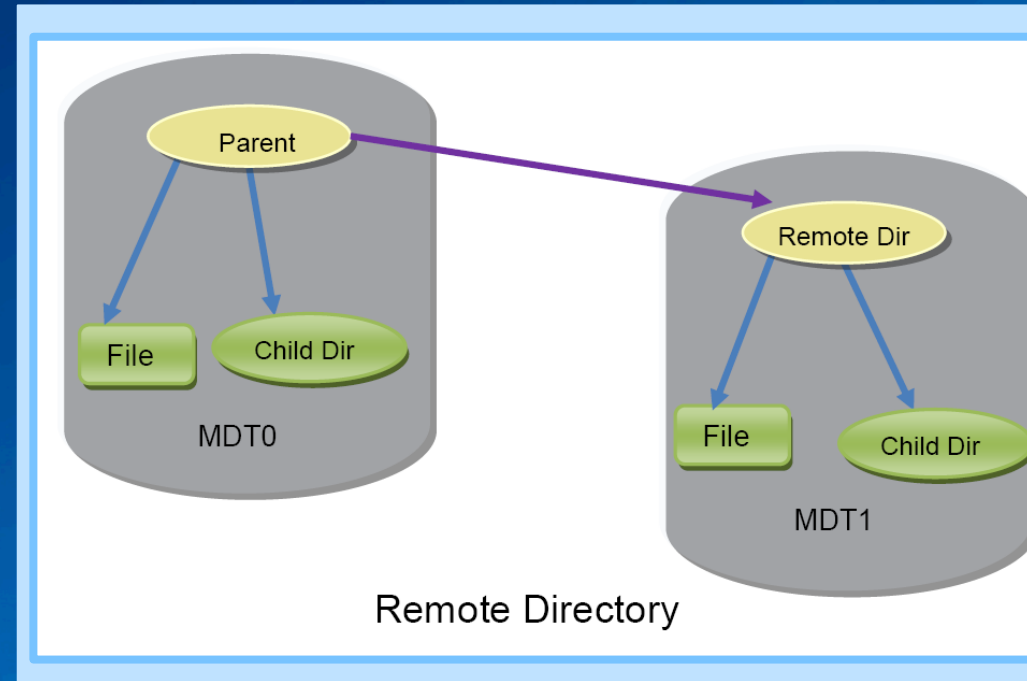 Parent
File
Child Dir
MDT0
Remote Dir
File
Child Dir
MDT1
Remote Directory